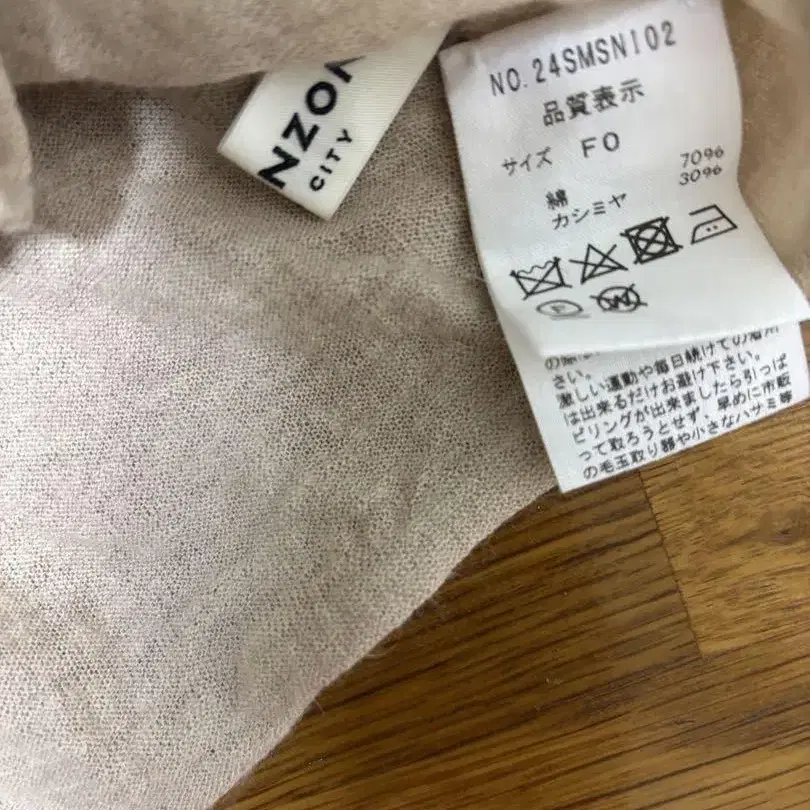 NZON
CITY
NO.24SMSNI02
品質表示
サイズ FO
綿 70%
カシミヤ 30%
さい。
激しい運動や毎日続けての着用
は出来るだけお避け下さい。
ピリングが出来ましたら引っぱ
って取ろうとせず、早めに市販
の毛玉取り器や小さなハサミ等